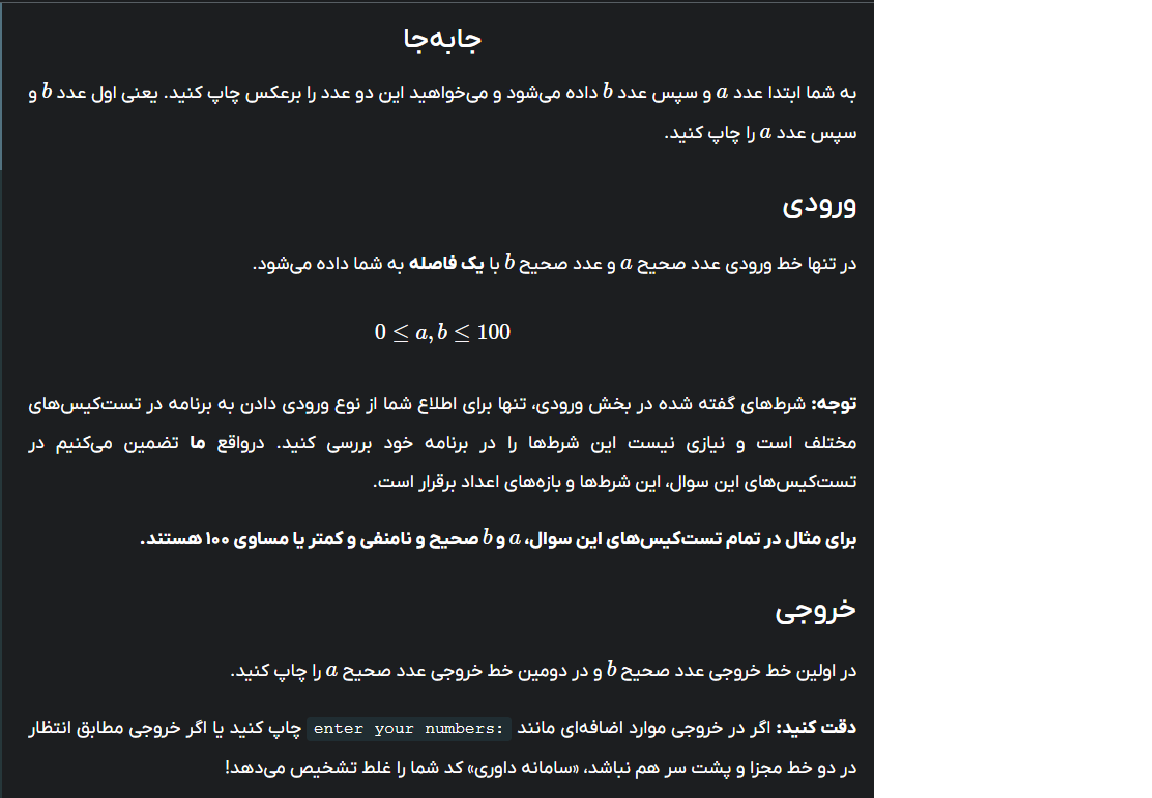 جابه‌جا
به شما ابتدا عدد a و سپس عدد b داده می‌شود و می‌خواهید این دو عدد را برعکس چاپ کنید. یعنی اول عدد b و
سپس عدد a را چاپ کنید.
ورودی
در تنها خط ورودی عدد صحیح a و عدد صحیح b با یک فاصله به شما داده می‌شود.
0 ≤ a, b ≤ 100
توجه: شرط‌های گفته شده در بخش ورودی، تنها برای اطلاع شما از نوع ورودی دادن به برنامه در تست‌کیس‌های
مختلف است و نیازی نیست این شرط‌ها را در برنامه خود بررسی کنید. درواقع ما تضمین می‌کنیم در
تست‌کیس‌های این سوال، این شرط‌ها و بازه‌های اعداد برقرار است.
برای مثال در تمام تست‌کیس‌های این سوال، a و b صحیح و نامنفی و کمتر یا مساوی ۱۰۰ هستند.
خروجی
در اولین خط خروجی عدد صحیح b و در دومین خط خروجی عدد صحیح a را چاپ کنید.
دقت کنید: اگر در خروجی موارد اضافه‌ای مانند enter your numbers: چاپ کنید یا اگر خروجی مطابق انتظار
در دو خط مجزا و پشت سر هم نباشد، «سامانه داوری» کد شما را غلط تشخیص می‌دهد!